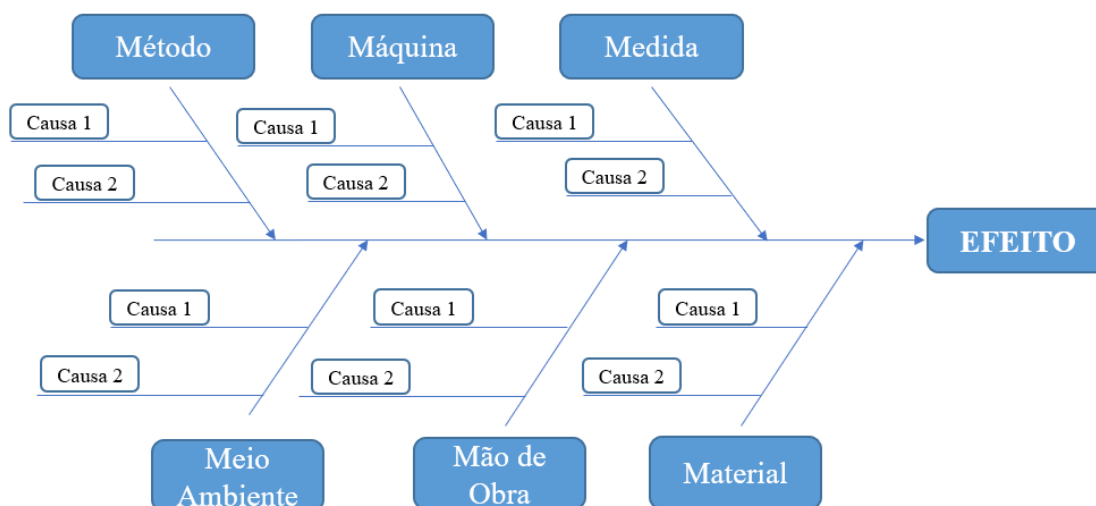 Método
Máquina
Medida
Causa 1
Causa 1
Causa 1
Causa 2
Causa 2
Causa 2
EFEITO
Causa 1
Causa 1
Causa 1
Causa 2
Causa 2
Causa 2
Meio
Ambiente
Mão de
Obra
Material